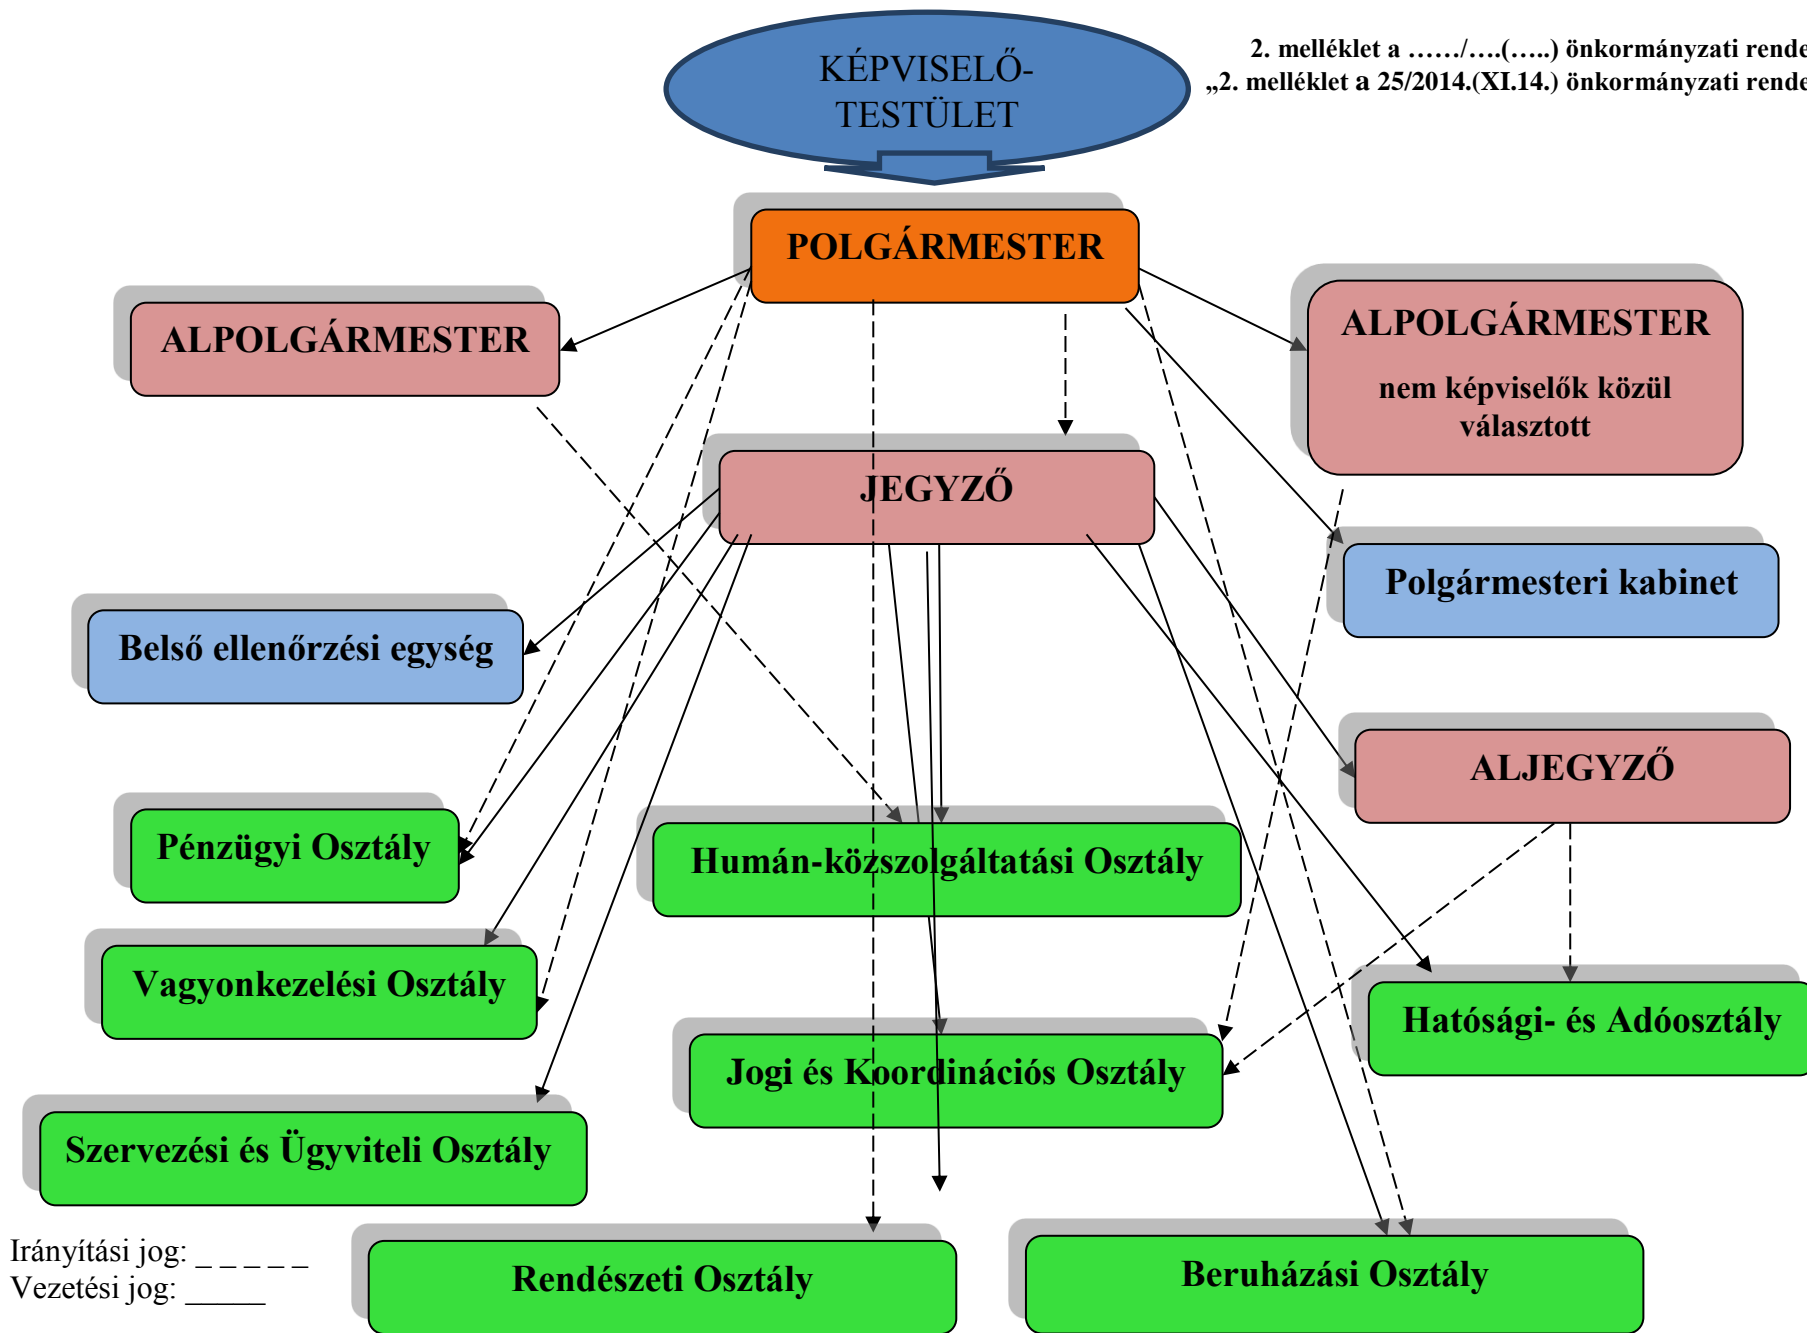 2. melléklet a ……/….(…..) önkormányzati rende
„2. melléklet a 25/2014.(XI.14.) önkormányzati rende
KÉPVISELŐ-
TESTÜLET
POLGÁRMESTER
ALPOLGÁRMESTER
ALPOLGÁRMESTER
nem képviselők közül
választott
JEGYZŐ
Polgármesteri kabinet
Belső ellenőrzési egység
ALJEGYZŐ
Pénzügyi Osztály
Humán-közszolgáltatási Osztály
Vagyonkezelési Osztály
Hatósági- és Adóosztály
Jogi és Koordinációs Osztály
Szervezési és Ügyviteli Osztály
Irányítási jog: _ _ _ _ _
Vezetési jog: _____
Rendészeti Osztály
Beruházási Osztály